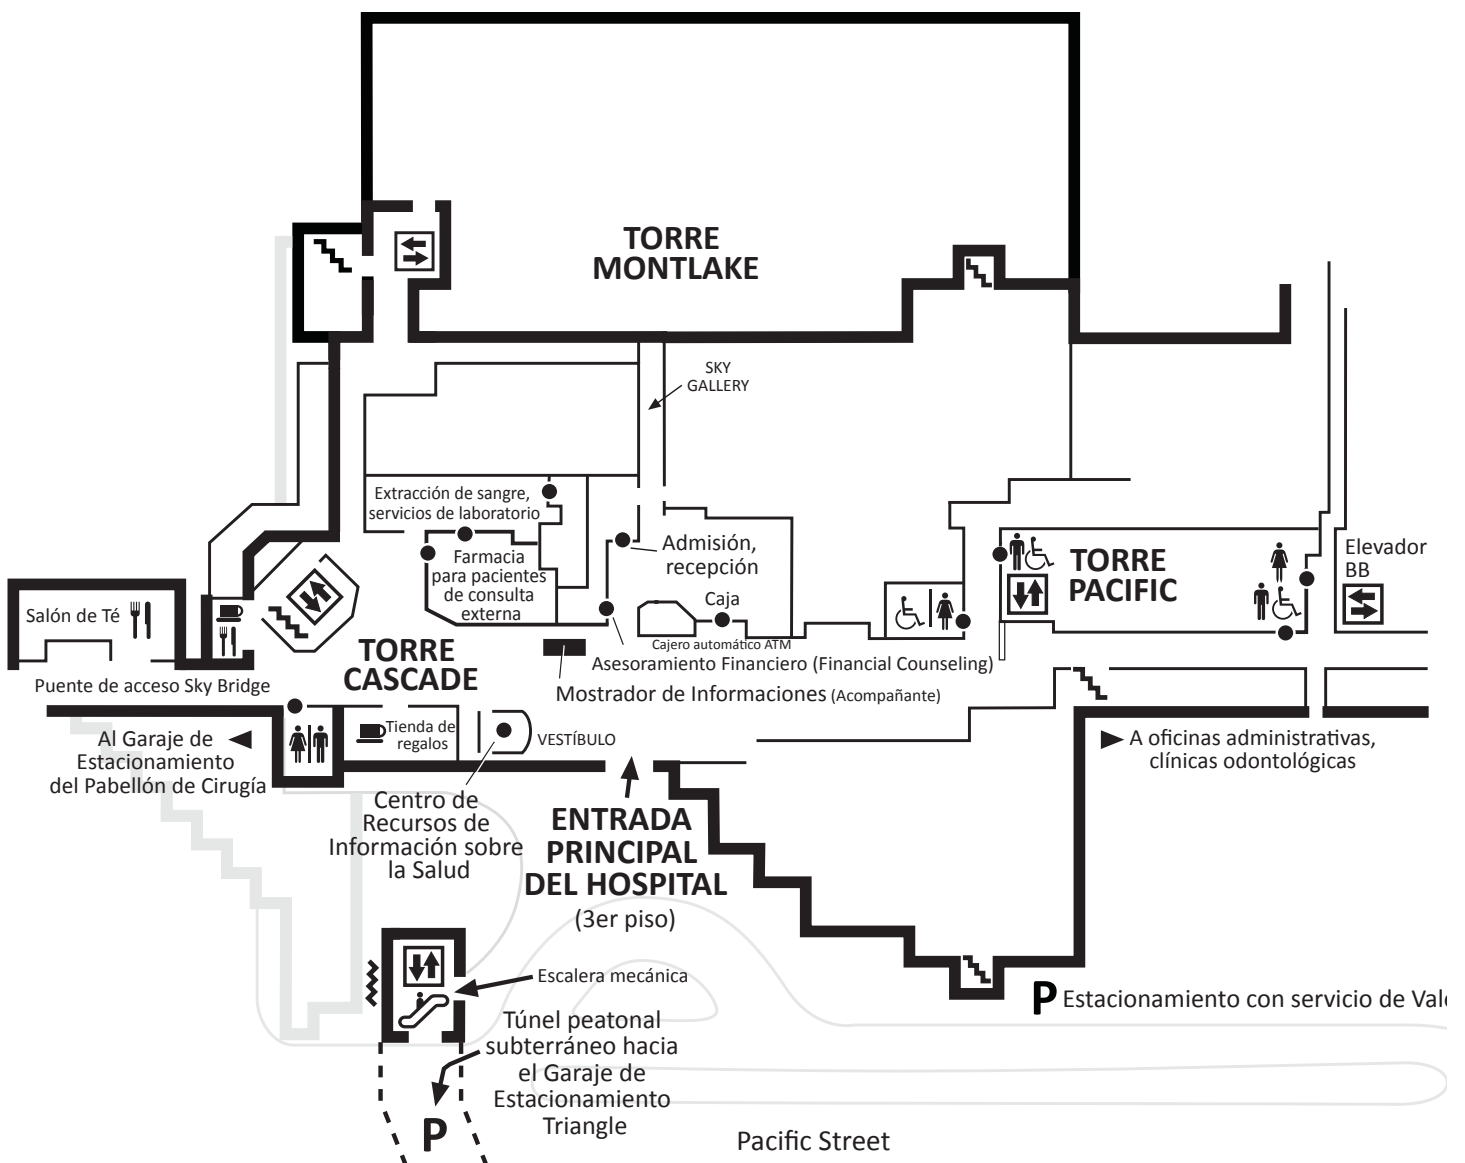 TORRE
MONTLAKE
SKY
GALLERY
Extracción de sangre,
servicios de laboratorio
Farmacia
para pacientes
de consulta
externa
Admisión,
recepción
Caja
Cajero automático ATM
Asesoramiento Financiero (Financial Counseling)
Mostrador de Informaciones (Acompañante)
TORRE
PACIFIC
Elevador
BB
Salón de Té
TORRE
CASCADE
Puente de acceso Sky Bridge
Al Garaje de
Estacionamiento
del Pabellón de Cirugía
Tienda de
regalos
VESTÍBULO
A oficinas administrativas,
clínicas odontológicas
Centro de
Recursos de
Información sobre
la Salud
ENTRADA
PRINCIPAL
DEL HOSPITAL
(3er piso)
Escalera mecánica
P Estacionamiento con servicio de Vale
Túnel peatonal
subterráneo hacia
el Garaje de
Estacionamiento
Triangle
P
Pacific Street